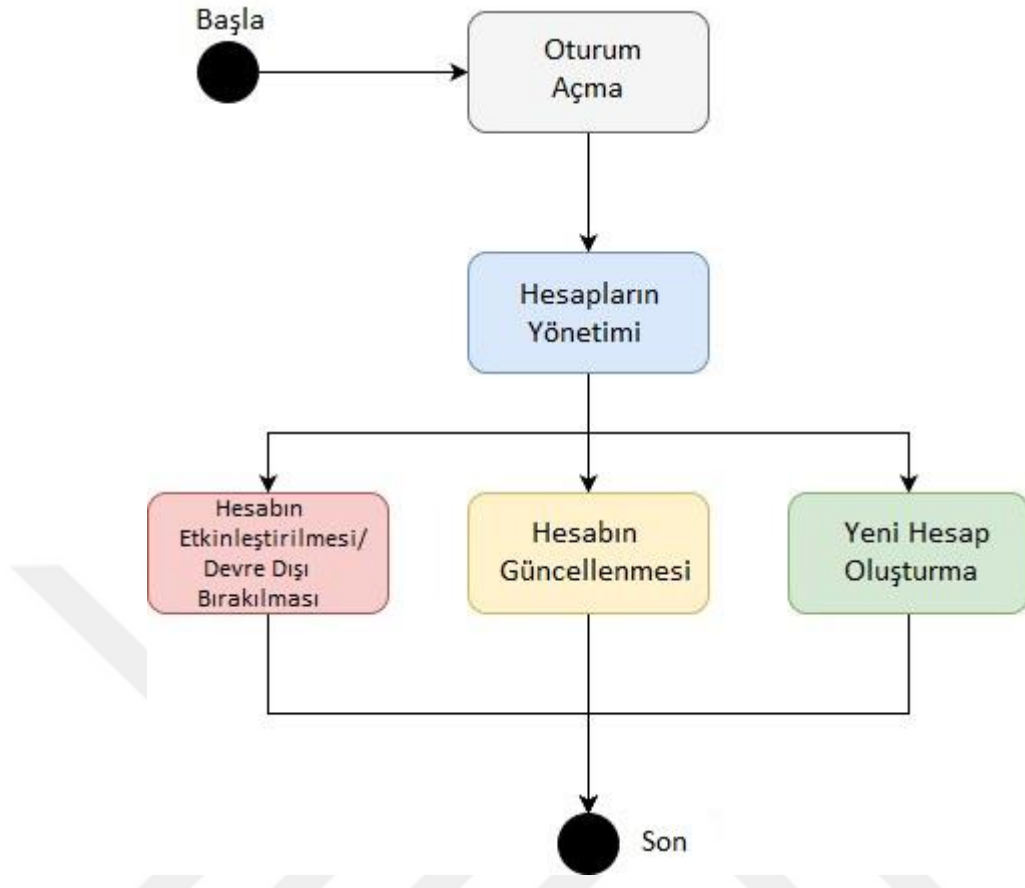 Başla
Oturum
Açma
Hesapların
Yönetimi
Hesabın
Etkinleştirilmesi/
Devre Dışı
Bırakılması
Hesabın
Güncellenmesi
Yeni Hesap
Oluşturma
Son